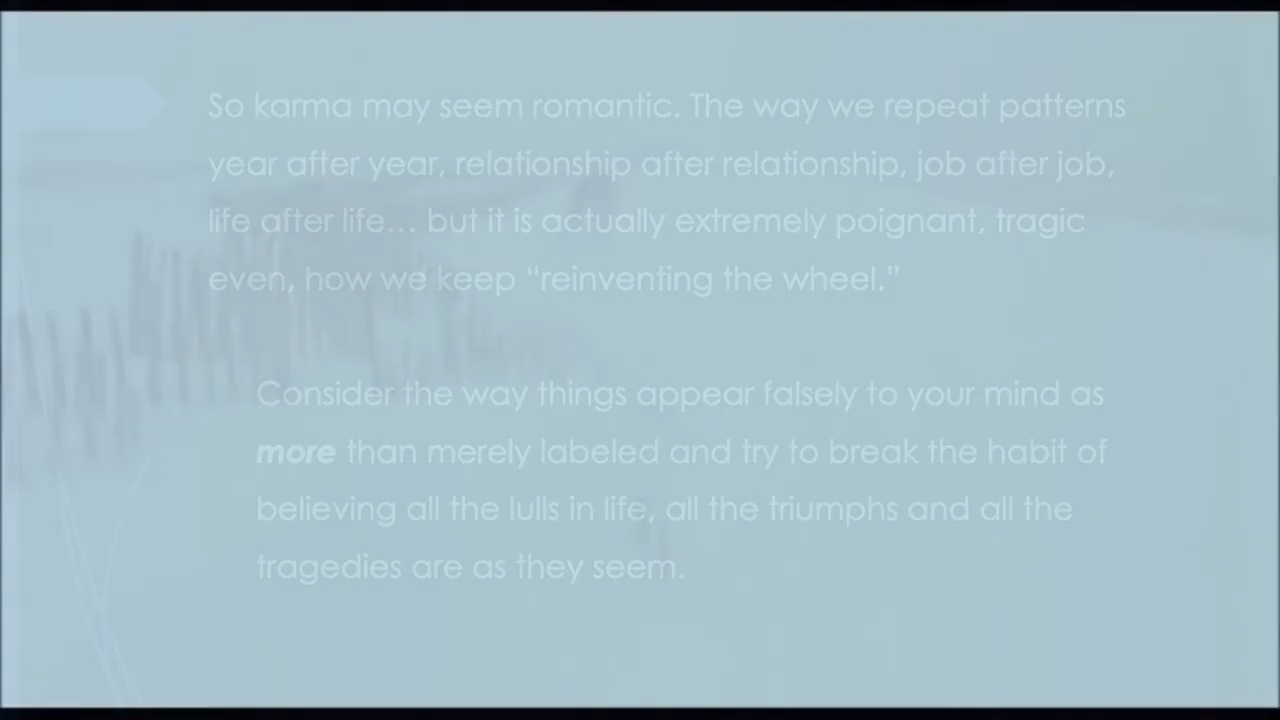 So karma may seem romantic. The way we repeat patterns
year after year, relationship after relationship, job after job,
life after life… but it is actually extremely poignant, tragic
even, how we keep “reinventing the wheel.”
Consider the way things appear falsely to your mind as
more than merely labeled and try to break the habit of
believing all the lulls in life, all the triumphs and all the
tragedies are as they seem.